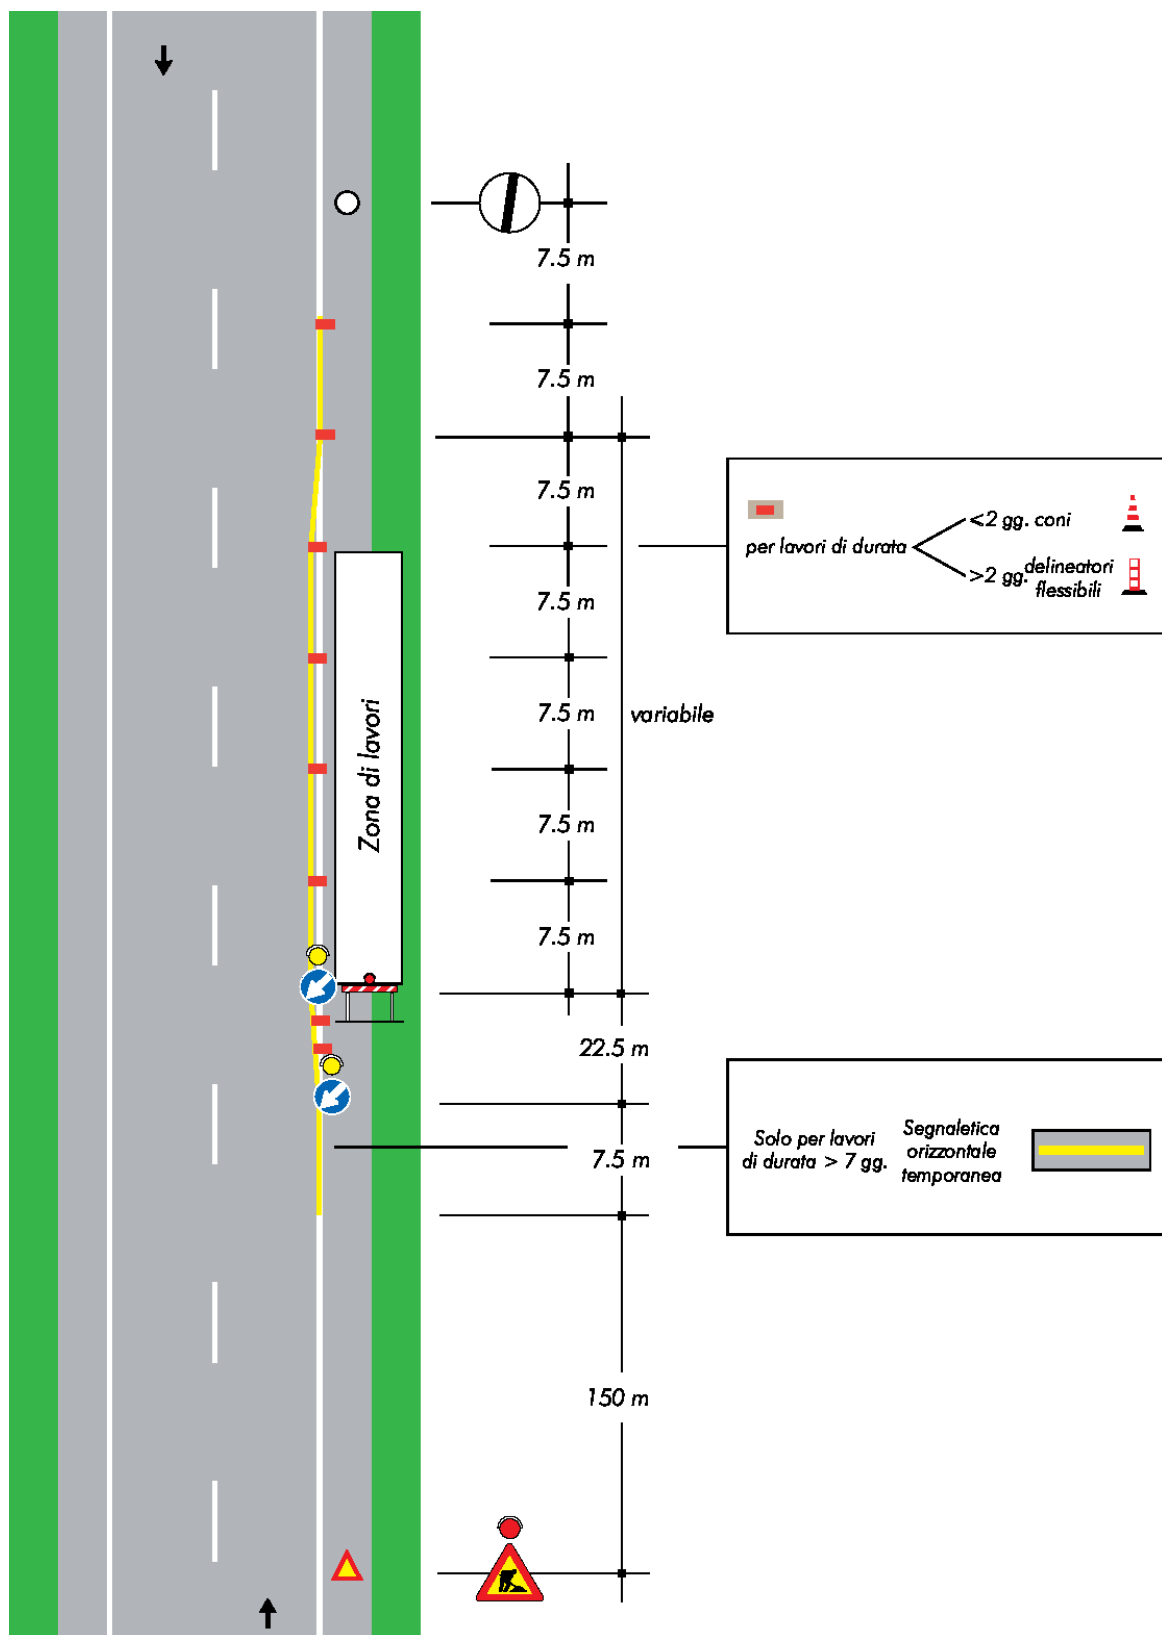 7.5 m
7.5 m
7.5 m
<2 gg. coni
per lavori di durata
>2 gg. delineatori
flessibili
7.5 m
7.5 m
variabile
Zona di lavori
7.5 m
7.5 m
22.5 m
Solo per lavori
di durata > 7 gg.
Segnaletica
orizzontale
temporanea
7.5 m
150 m